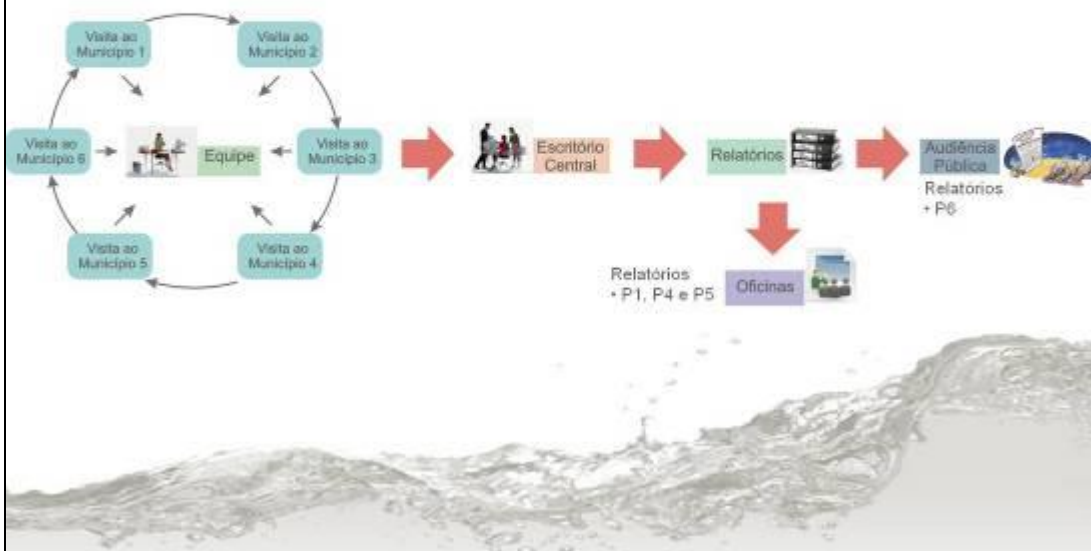 Visita ao
Município 1
Visita ao
Município 2
Visita ao
Município 6
Equipe
Visita ao
Município 3
Visita ao
Município 5
Visita ao
Município 4
Escritório
Central
Relatórios
Audiência
Pública
Relatórios
• P6
Relatórios
• P1, P4 e P5
Oficinas